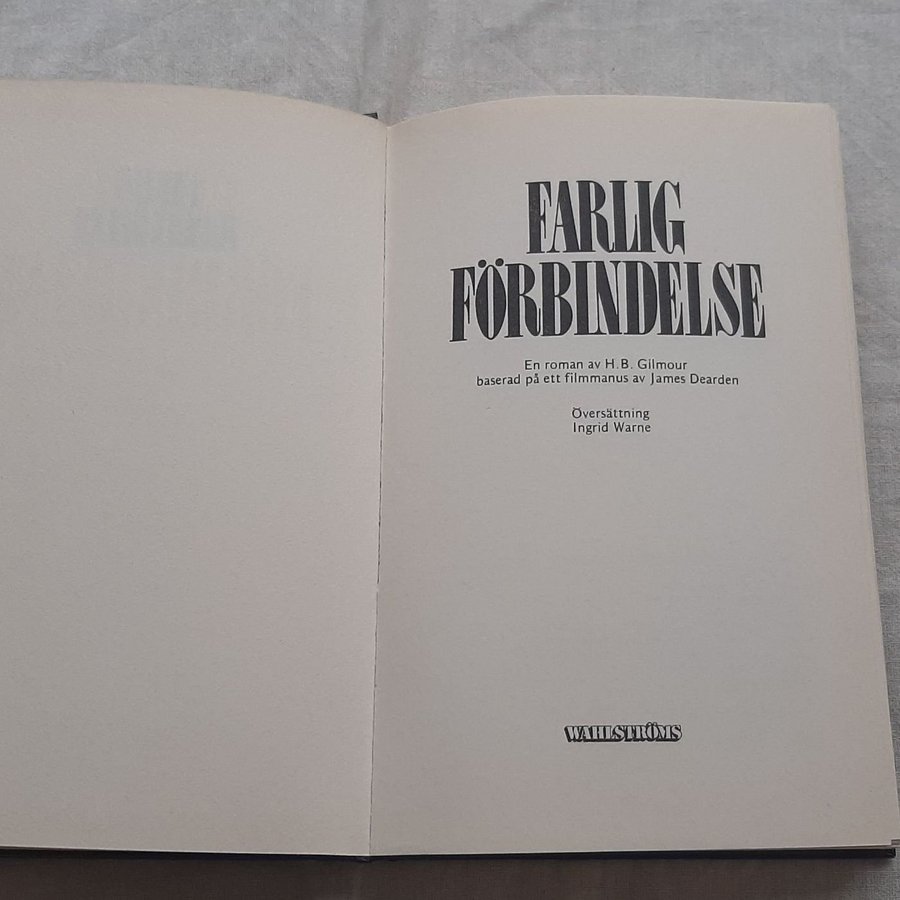 FARLIG
FÖRBINDELSE
En roman av H.B. Gilmour
baserad på ett filmmanus av James Dearden
Översättning
Ingrid Warne
WAHLSTRÖMS